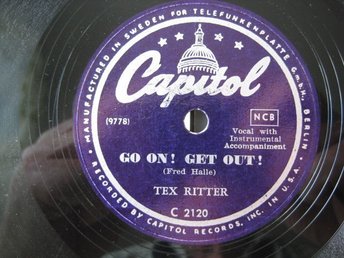 MANUFACTURED IN SWEDEN FOR TELEFUNKENPLATTE G.m.b.H. BERLIN
Capitol
(9778)
NCB
Vocal with
Instrumental
Accompaniment
GO ON! GET OUT!
(Fred Halle)
TEX RITTER
C 2120
RECORDED BY CAPITOL RECORDS, INC. IN U.S.A.